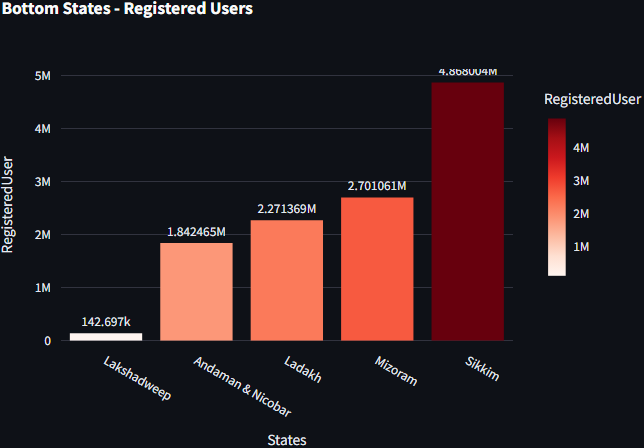 Bottom States - Registered Users
RegisteredUser
5M
4M
3M
2M
1M
0
142.697k
1.842465M
2.271369M
2.701061M
4.868004M
Lakshadweep
Andaman & Nicobar
Ladakh
Mizoram
Sikkim
States
RegisteredUser
4M
3M
2M
1M